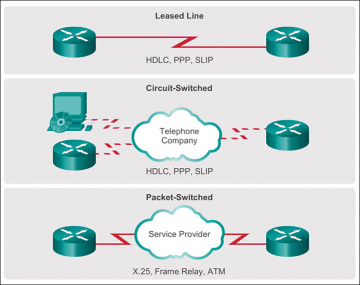 Leased Line
HDLC, PPP, SLIP
Circuit-Switched
Telephone
Company
HDLC, PPP, SLIP
Packet-Switched
Service Provider
X.25, Frame Relay, ATM